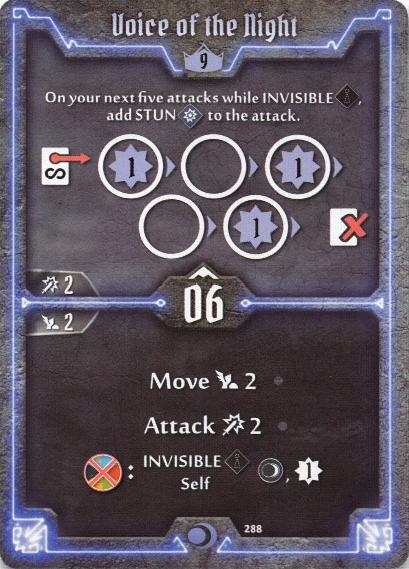 Voice of the Night
9
On your next five attacks while INVISIBLE,
add STUN to the attack.
1 1
1
2
06
2
Move 2
Attack 2
: INVISIBLE
Self , 1
288